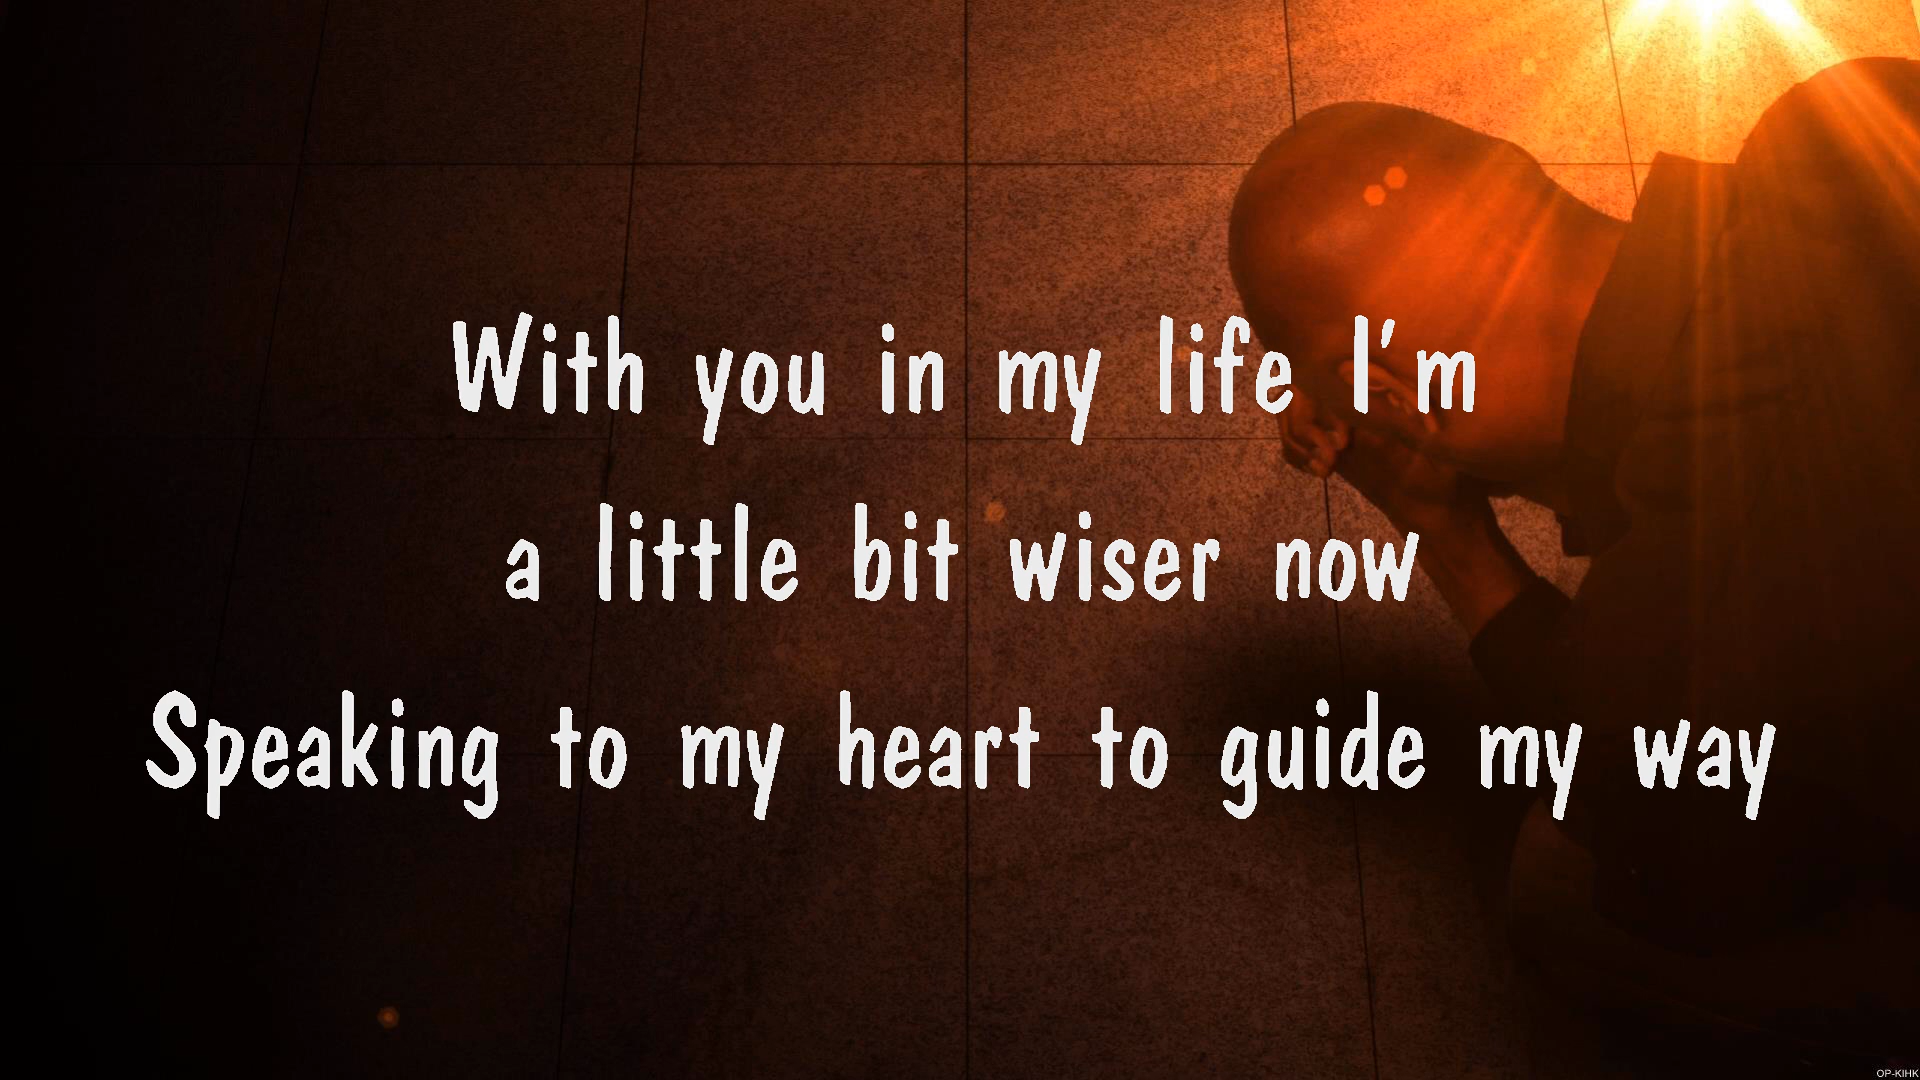 With you in my life I'm
a little bit wiser now
Speaking to my heart to guide my way
OP-KIHK